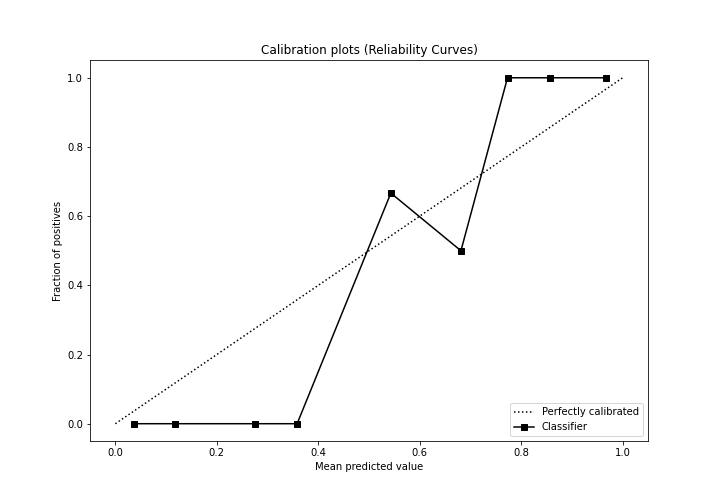 Calibration plots (Reliability Curves)
1.0
0.8
0.6
0.4
0.2
0.0
Fraction of positives
0.0 0.2 0.4 0.6 0.8 1.0
Mean predicted value
Perfectly calibrated
Classifier